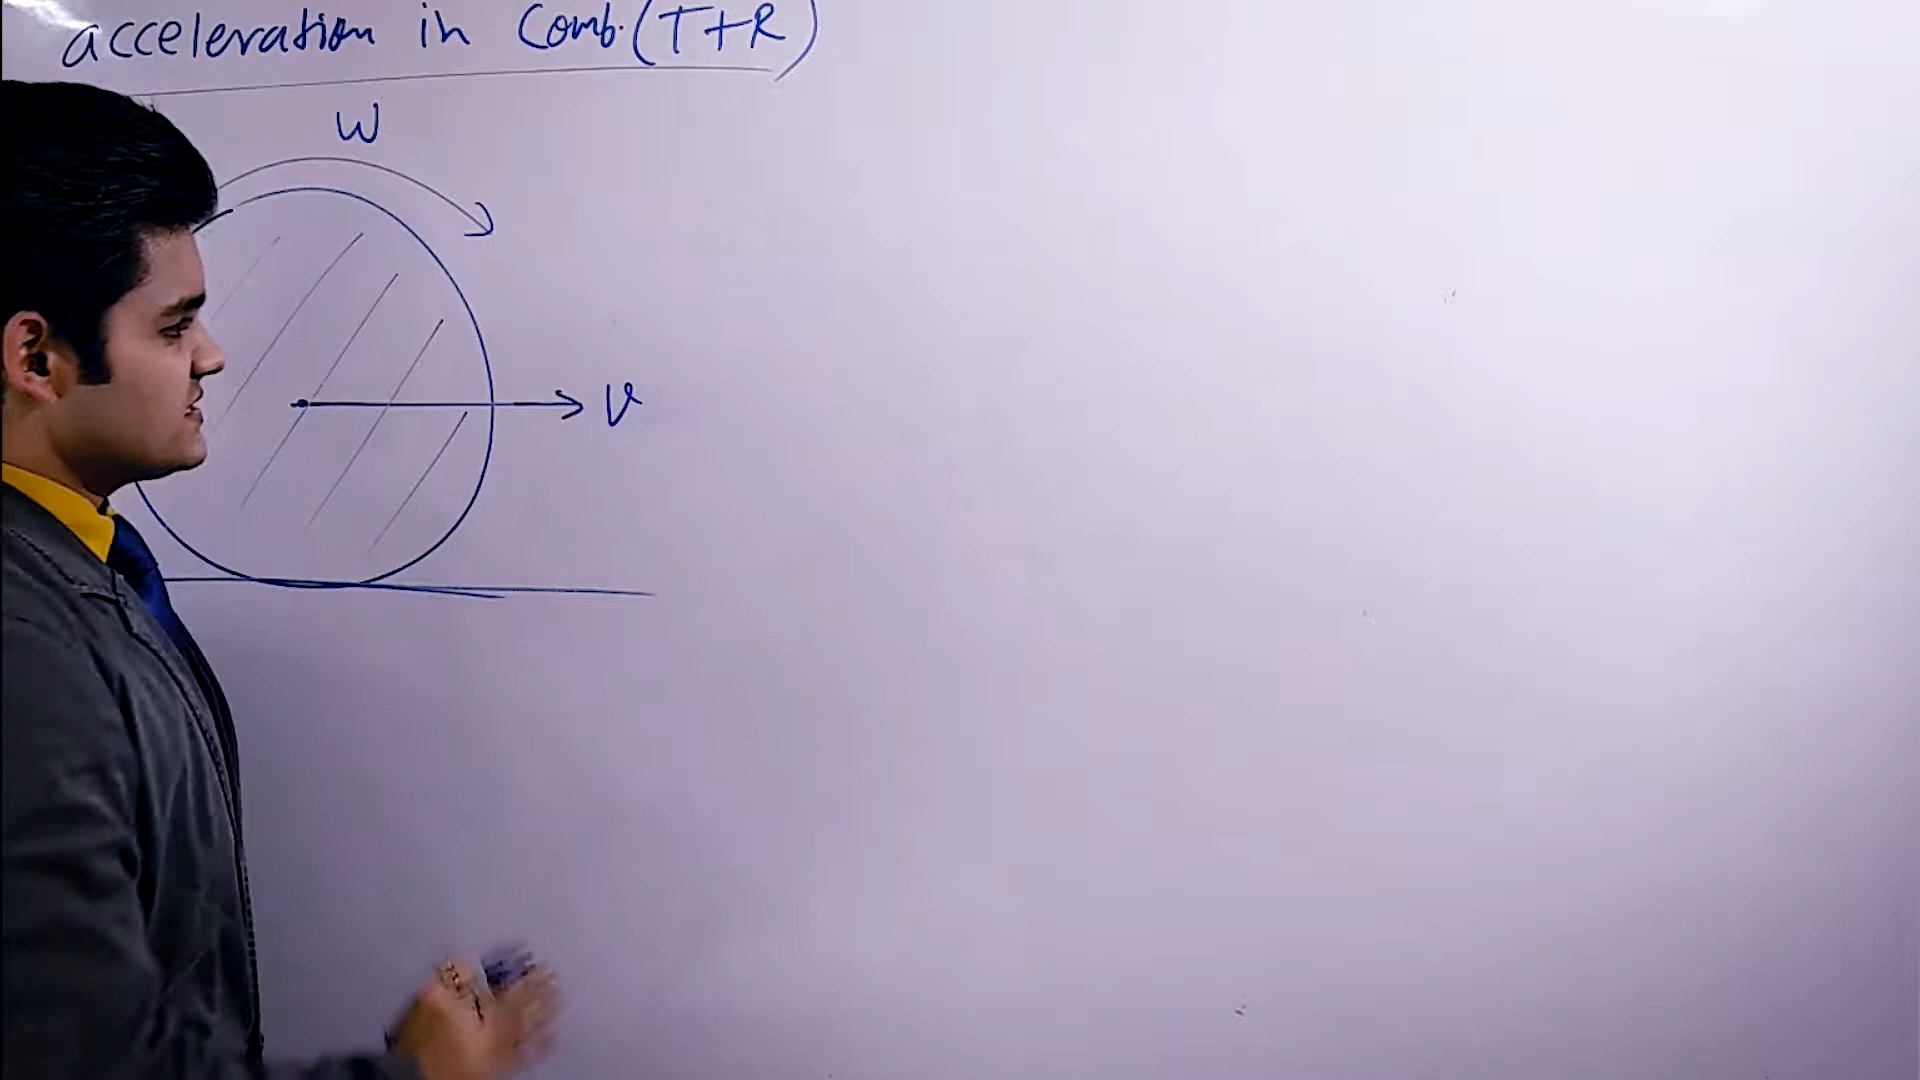 acceleration in Comb. (T+R)
W
v